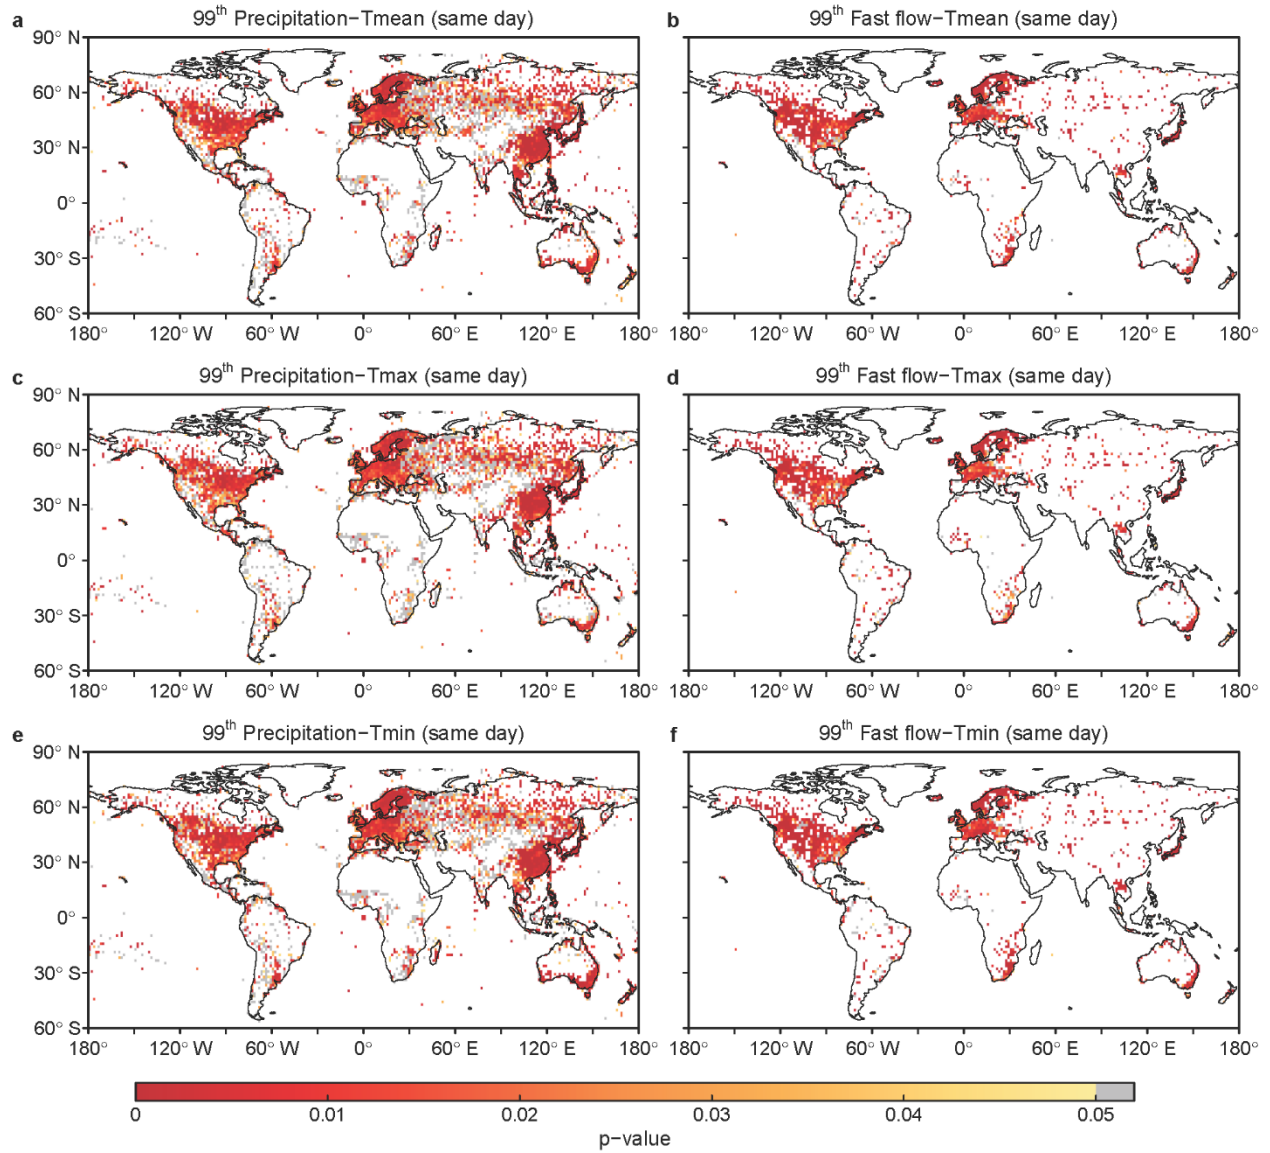 a 99th Precipitation−Tmean (same day)
b 99th Fast flow−Tmean (same day)
90° N
60° N
30° N
0°
30° S
60° S
180° 120° W 60° W 0° 60° E 120° E 180°
180° 120° W 60° W 0° 60° E 120° E 180°
c 99th Precipitation−Tmax (same day)
d 99th Fast flow−Tmax (same day)
90° N
60° N
30° N
0°
30° S
60° S
180° 120° W 60° W 0° 60° E 120° E 180°
180° 120° W 60° W 0° 60° E 120° E 180°
e 99th Precipitation−Tmin (same day)
f 99th Fast flow−Tmin (same day)
90° N
60° N
30° N
0°
30° S
60° S
180° 120° W 60° W 0° 60° E 120° E 180°
180° 120° W 60° W 0° 60° E 120° E 180°
0 0.01 0.02 0.03 0.04 0.05
p−value